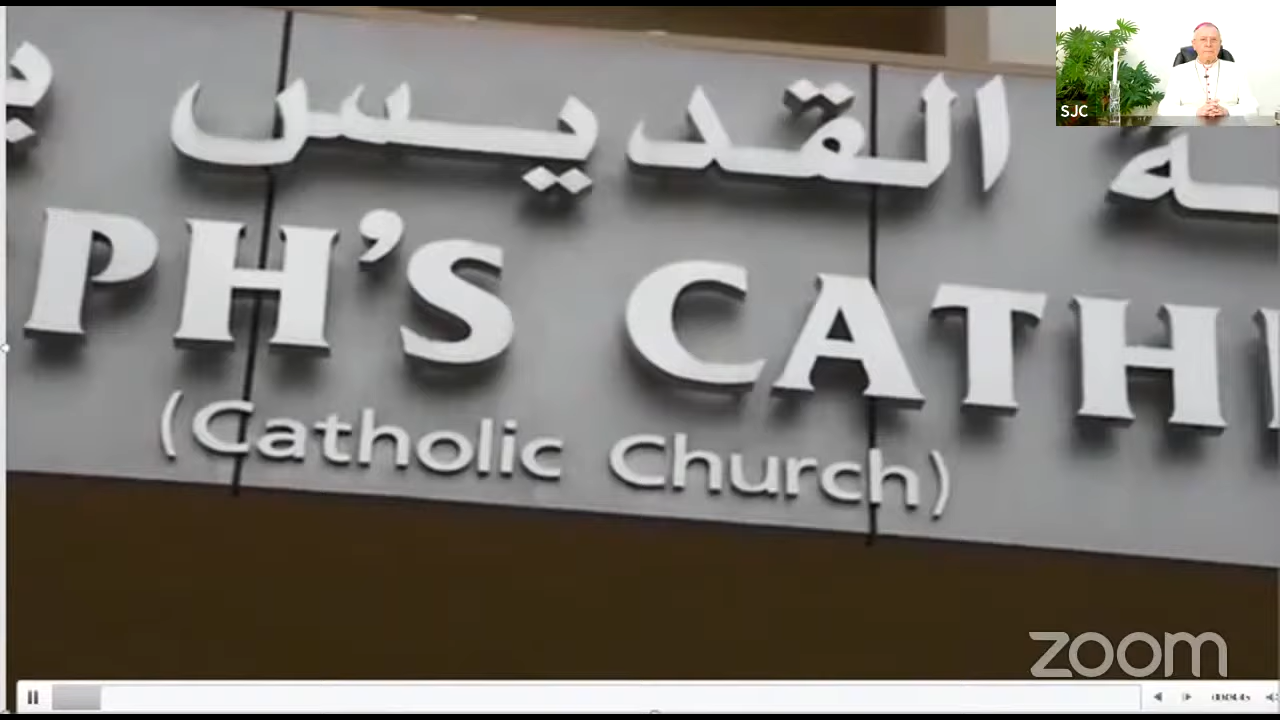 SJC
القديس
PH'S CATH
(Catholic Church)
zoom